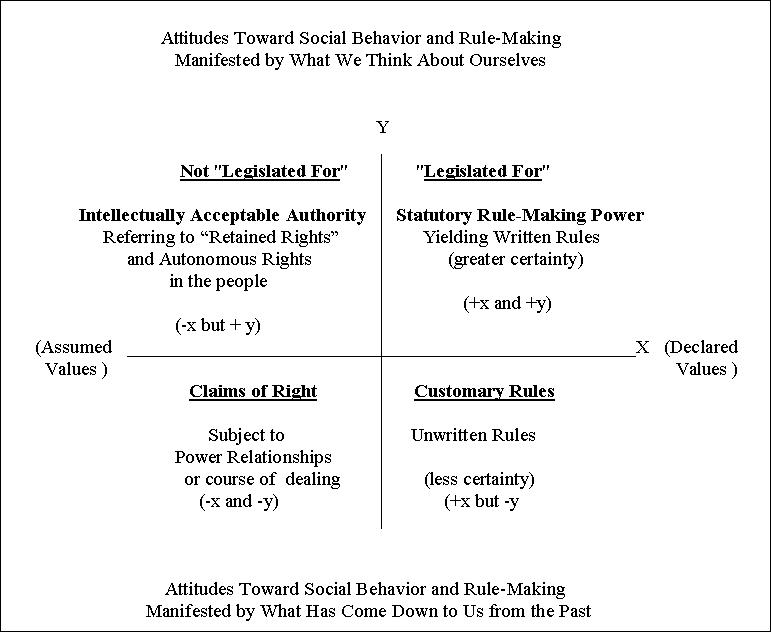 Attitudes Toward Social Behavior and Rule-Making
Manifested by What We Think About Ourselves
Y
Not "Legislated For"
Intellectually Acceptable Authority
Referring to “Retained Rights”
and Autonomous Rights
in the people
(-x but + y)
"Legislated For"
Statutory Rule-Making Power
Yielding Written Rules
(greater certainty)
(+x and +y)
(Assumed
Values )
X
(Declared
Values )
Claims of Right
Subject to
Power Relationships
or course of dealing
(-x and -y)
Customary Rules
Unwritten Rules
(less certainty)
(+x but -y
Attitudes Toward Social Behavior and Rule-Making
Manifested by What Has Come Down to Us from the Past